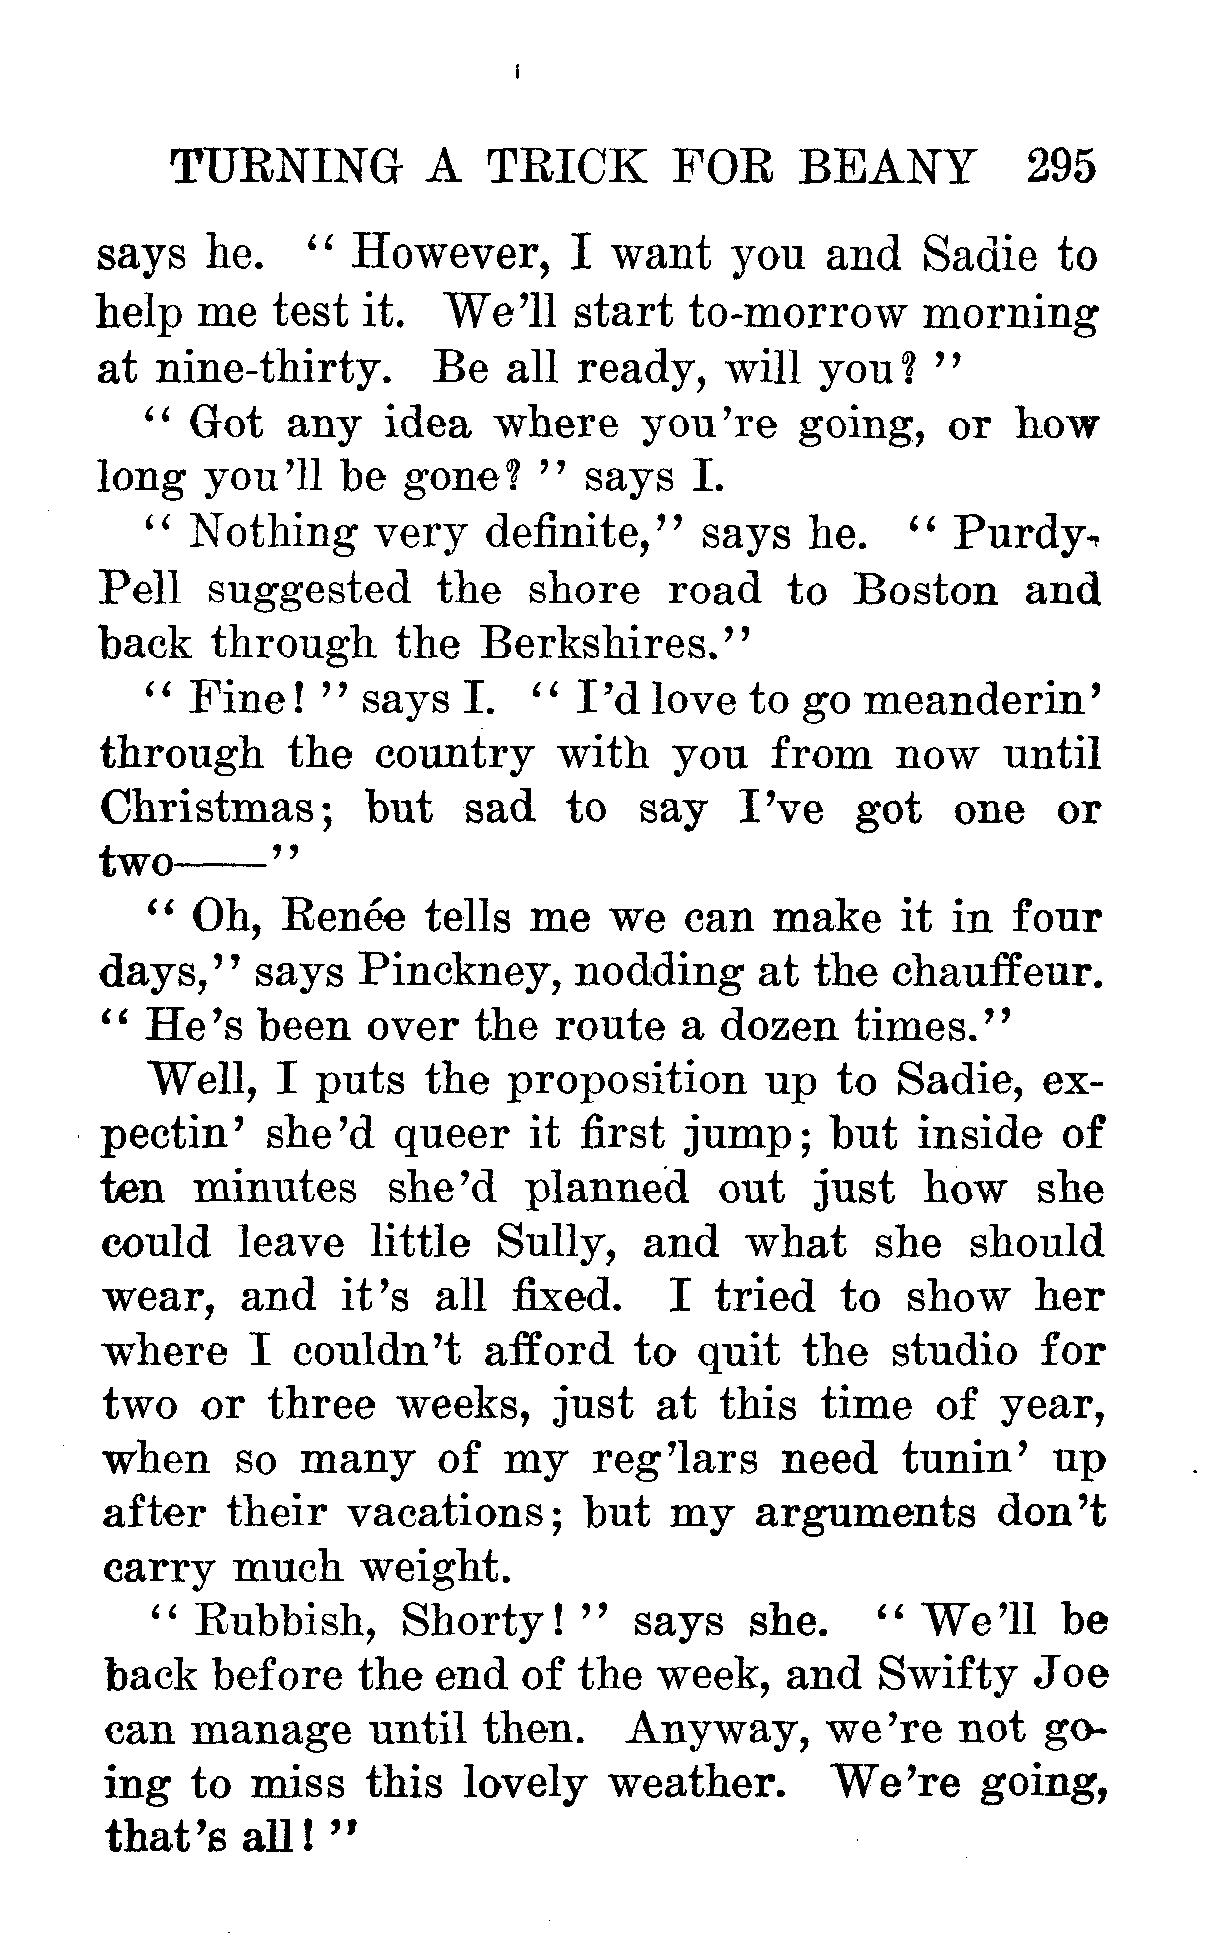 TURNING A TRICK FOR BEANY 295
says he. “ However, I want you and Sadie to
help me test it. We’ll start to-morrow morning
at nine-thirty. Be all ready, will you? ”
“ Got any idea where you’re going, or how
long you’ll be gone? ” says I.
“ Nothing very definite,” says he. “ Purdy-
Pell suggested the shore road to Boston and
back through the Berkshires.”
“ Fine! ” says I. “ I’d love to go meanderin’
through the country with you from now until
Christmas; but sad to say I’ve got one or
two——”
“ Oh, Renée tells me we can make it in four
days,” says Pinckney, nodding at the chauffeur.
“ He’s been over the route a dozen times.”
Well, I puts the proposition up to Sadie, ex-
pectin’ she’d queer it first jump; but inside of
ten minutes she’d planned out just how she
could leave little Sully, and what she should
wear, and it’s all fixed. I tried to show her
where I couldn’t afford to quit the studio for
two or three weeks, just at this time of year,
when so many of my reg’lars need tunin’ up
after their vacations; but my arguments don’t
carry much weight.
“ Rubbish, Shorty! ” says she. “ We’ll be
back before the end of the week, and Swifty Joe
can manage until then. Anyway, we’re not go-
ing to miss this lovely weather. We’re going,
that’s all! ”